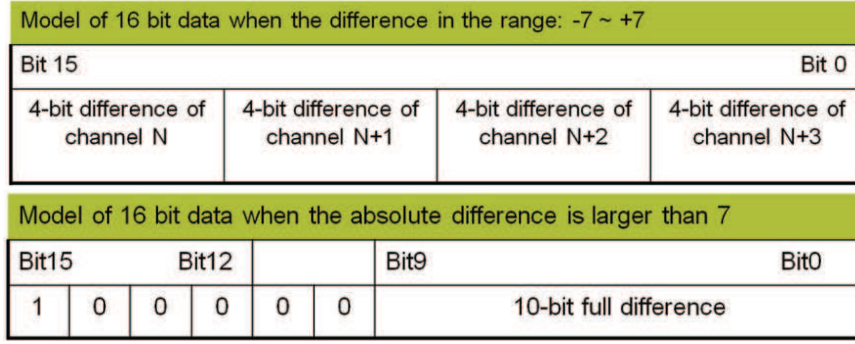 Model of 16 bit data when the difference in the range: -7 ~ +7
Bit 15 Bit 0
4-bit difference of 4-bit difference of 4-bit difference of 4-bit difference of
channel N channel N+1 channel N+2 channel N+3
Model of 16 bit data when the absolute difference is larger than 7
Bit15 Bit12 Bit9 Bit0
1 0 0 0 0 0 10-bit full difference